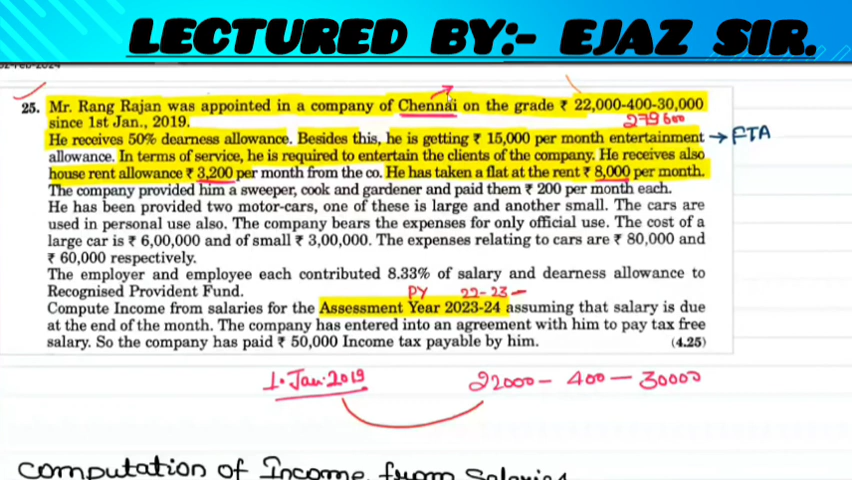 LECTURED BY:- EJAZ SIR.
25. Mr. Rang Rajan was appointed in a company of Chennai on the grade ₹ 22,000-400-30,000
since 1st Jan., 2019.
279600
He receives 50% dearness allowance. Besides this, he is getting ₹ 15,000 per month entertainment → FTA
allowance. In terms of service, he is required to entertain the clients of the company. He receives also
house rent allowance ₹ 3,200 per month from the co. He has taken a flat at the rent ₹ 8,000 per month.
The company provided him a sweeper, cook and gardener and paid them ₹ 200 per month each.
He has been provided two motor-cars, one of these is large and another small. The cars are
used in personal use also. The company bears the expenses for only official use. The cost of a
large car is ₹ 6,00,000 and of small ₹ 3,00,000. The expenses relating to cars are ₹ 80,000 and
₹ 60,000 respectively.
The employer and employee each contributed 8.33% of salary and dearness allowance to
Recognised Provident Fund.
PY 22-23-
Compute Income from salaries for the Assessment Year 2023-24 assuming that salary is due
at the end of the month. The company has entered into an agreement with him to pay tax free
salary. So the company has paid ₹ 50,000 Income tax payable by him. (4.25)
1. Jan. 2019 22000 - 400 - 30000
Computation of Income from Salaries